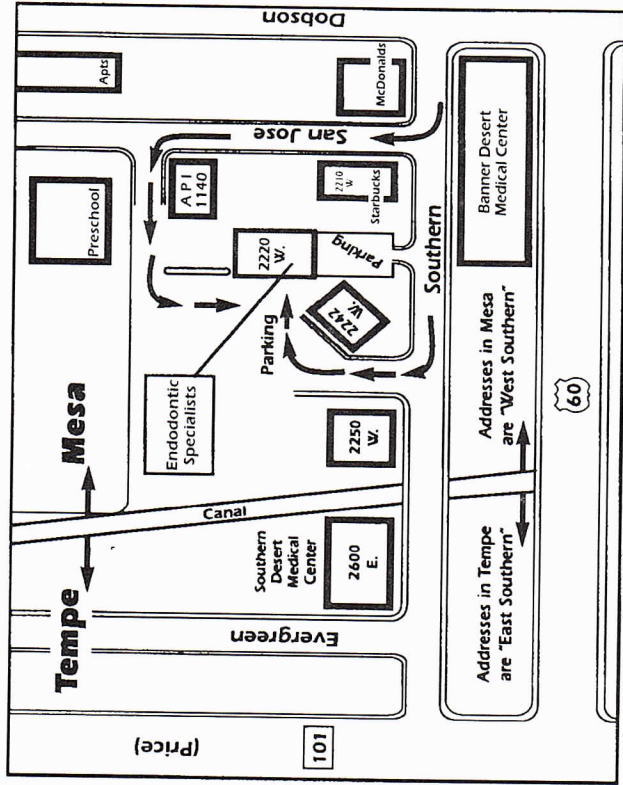 Tempe
Mesa
Dobson
Apts
McDonalds
San Jose
Preschool
API
1140
2210
W
Starbucks
2220
W.
Parking
2242
W.
Parking
Endodontic
Specialists
2250
W.
Canal
Southern
Desert
Medical
Center
2600
E.
Evergreen
(Price)
101
Southern
Banner Desert
Medical Center
Addresses in Mesa
are "West Southern"
Addresses in Tempe
are "East Southern"
60